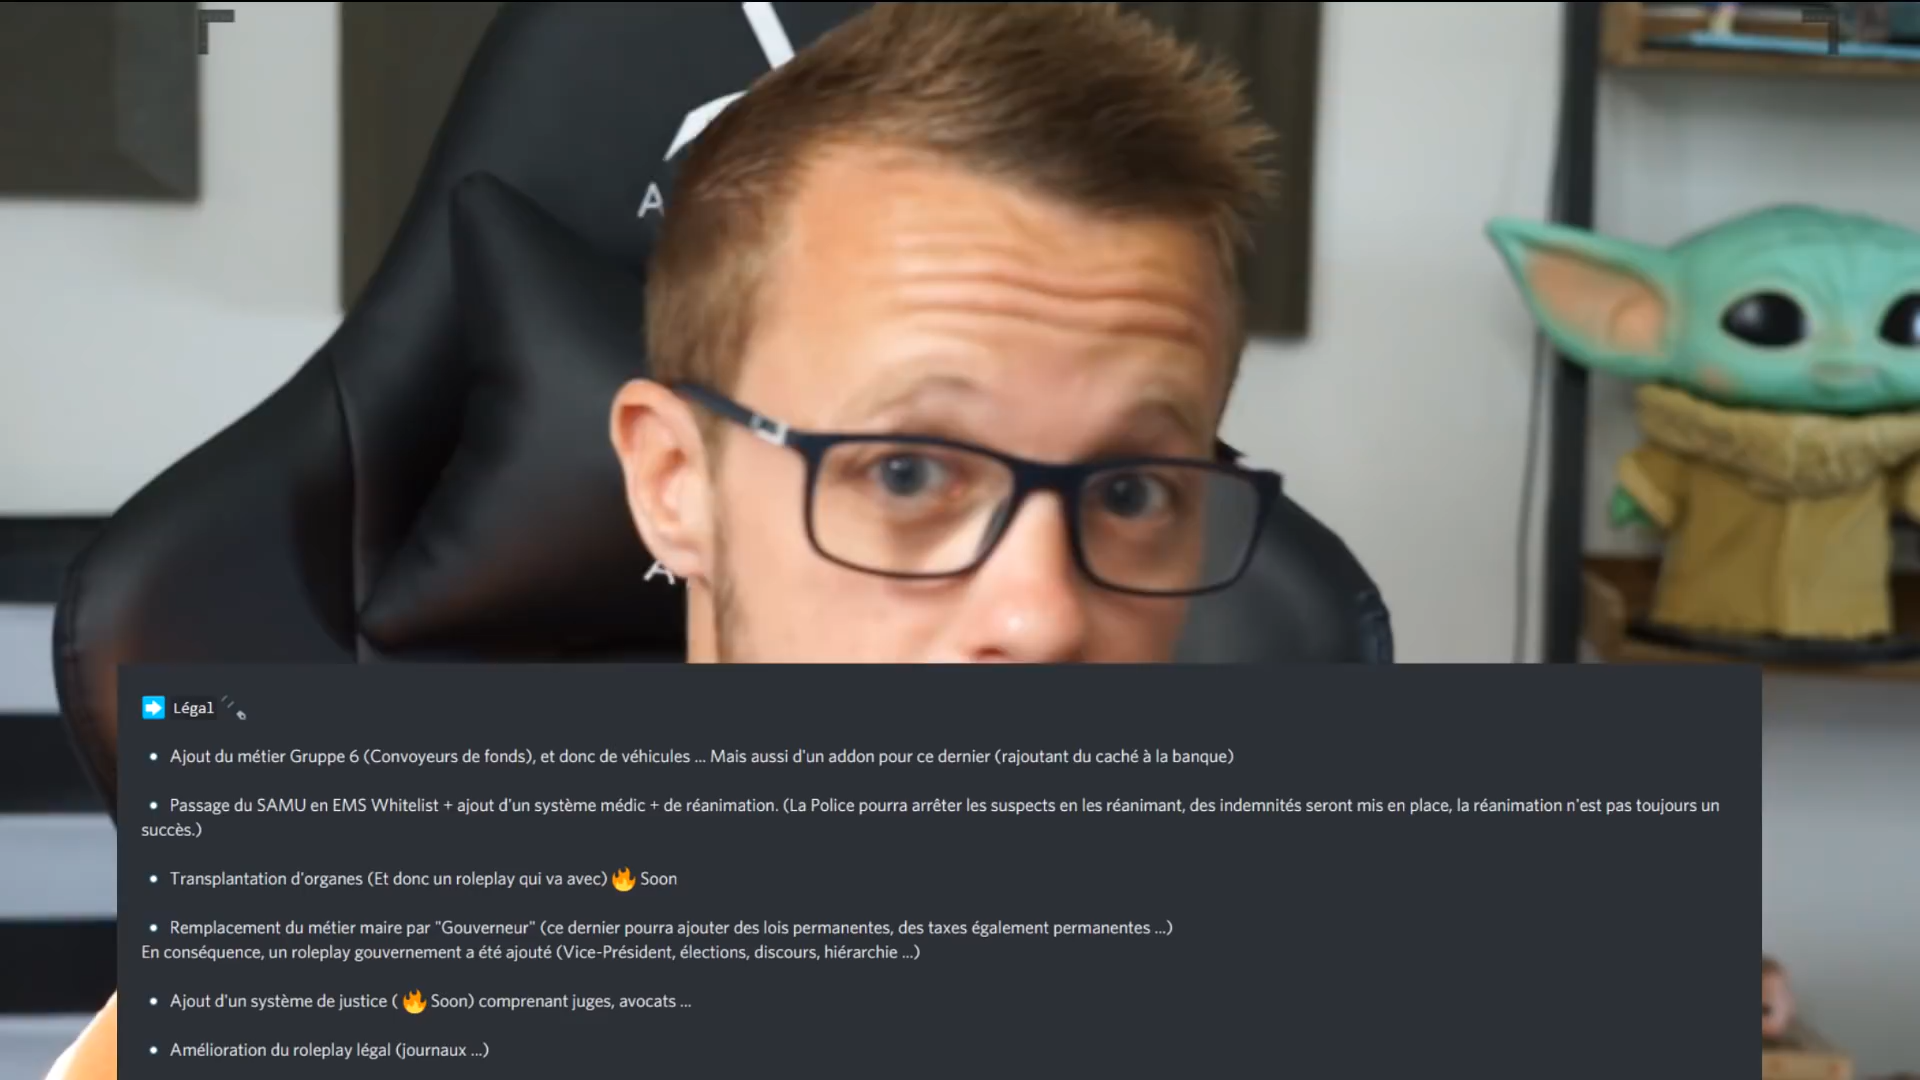 A
A
Légal
• Ajout du métier Gruppe 6 (Convoyeurs de fonds), et donc de véhicules ... Mais aussi d'un addon pour ce dernier (rajoutant du caché à la banque)
• Passage du SAMU en EMS Whitelist + ajout d'un système médic + de réanimation. (La Police pourra arrêter les suspects en les réanimant, des indemnités seront mis en place, la réanimation n'est pas toujours un
succès.)
• Transplantation d'organes (Et donc un roleplay qui va avec) 🔥 Soon
• Remplacement du métier maire par "Gouverneur" (ce dernier pourra ajouter des lois permanentes, des taxes également permanentes ...)
En conséquence, un roleplay gouvernement a été ajouté (Vice-Président, élections, discours, hiérarchie ...)
• Ajout d'un système de justice ( 🔥 Soon) comprenant juges, avocats ...
• Amélioration du roleplay légal (journaux ...)